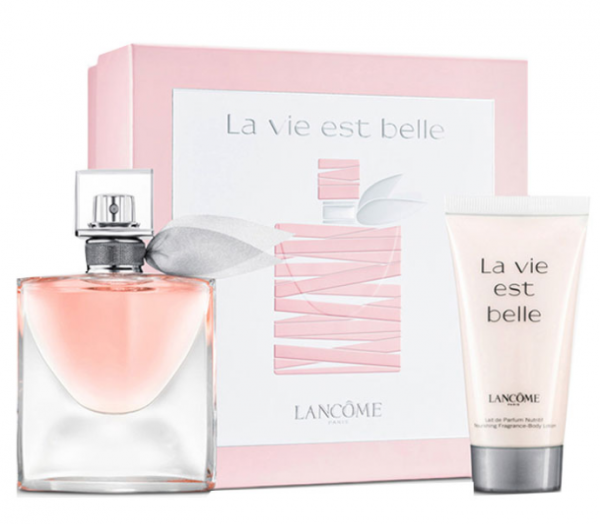 La vie est belle
LANCÔME
PARIS
La vie
est
belle
LANCÔME
PARIS
Lait de Parfum Nutritif
Nourishing Fragrance-Body Lotion